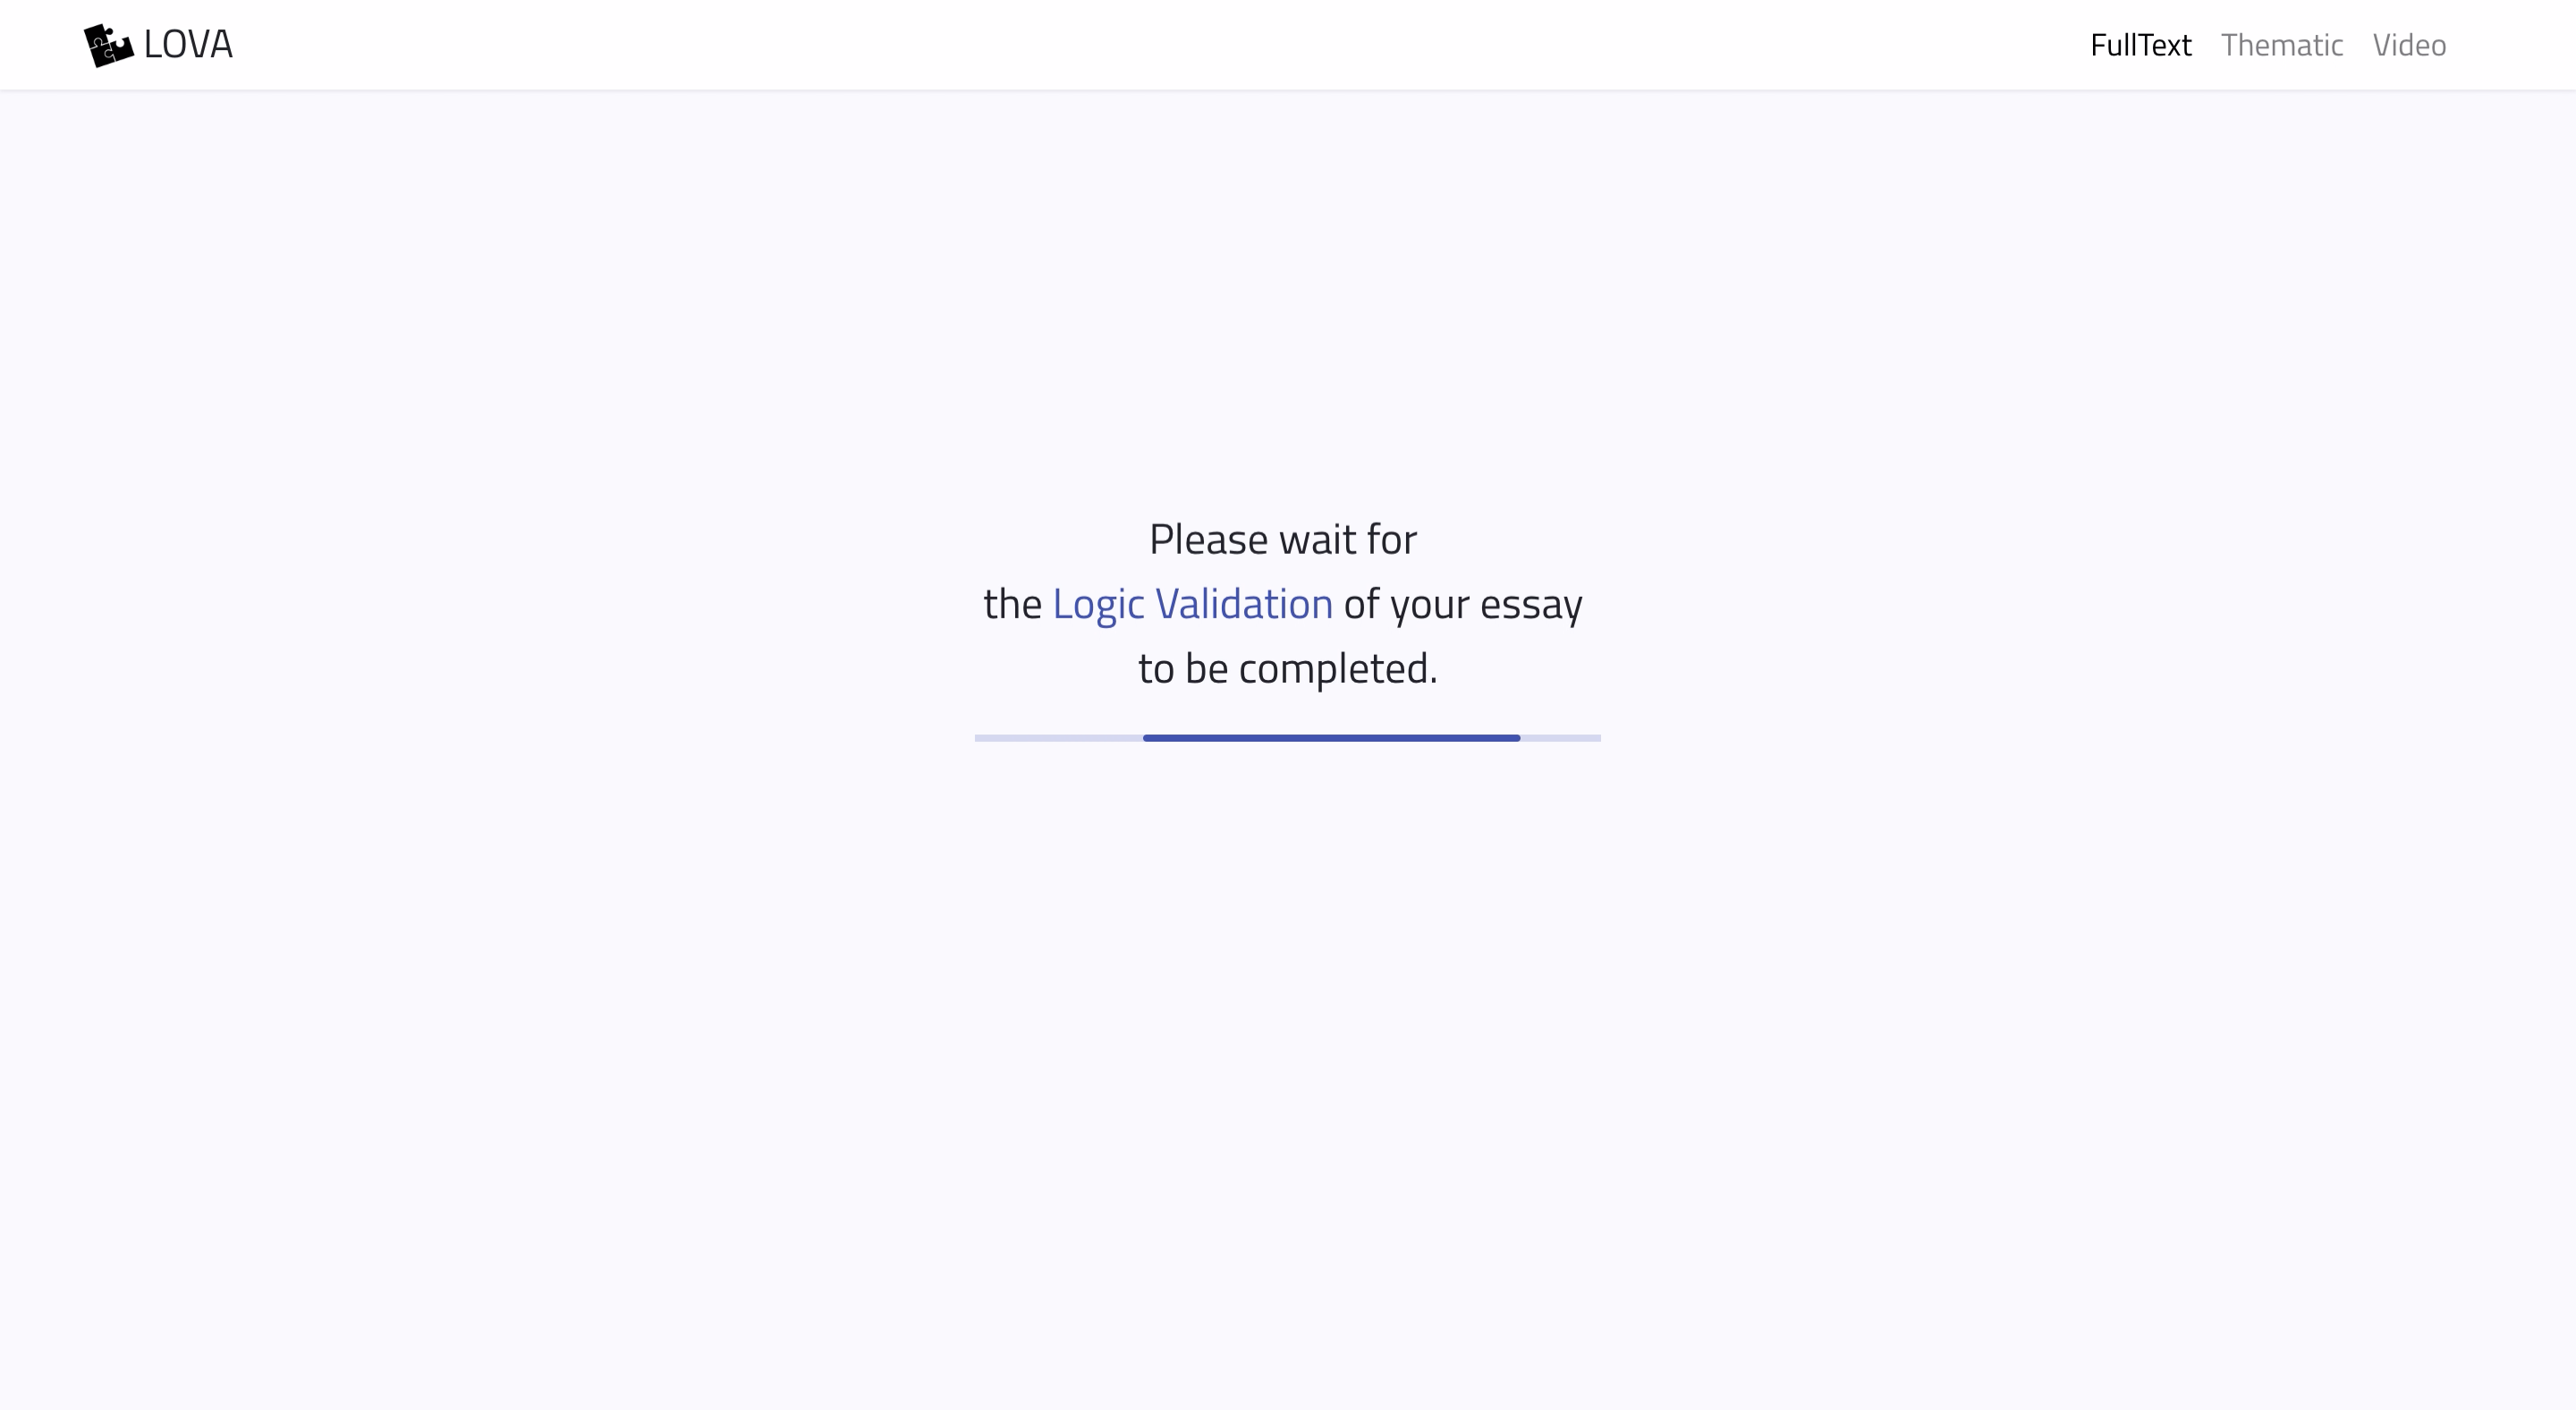 LOVA
FullText Thematic Video
Please wait for
the Logic Validation of your essay
to be completed.